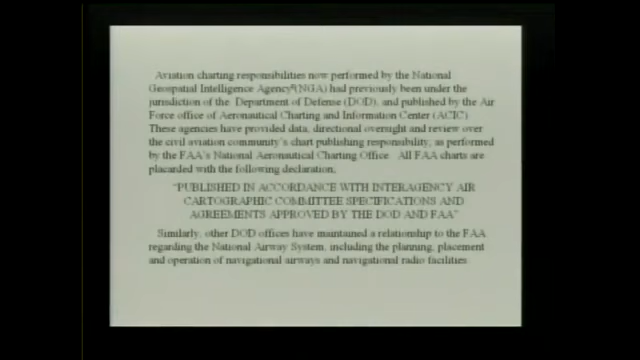 Aviation charting responsibilities now performed by the National
Geospatial Intelligence Agency (NGA) had previously been under the
jurisdiction of the Department of Defense (DOD), and published by the Air
Force office of Aeronautical Charting and Information Center (ACIC)
These agencies have provided data, directional oversight and review over
the civil aviation community's chart publishing responsibility, as performed
by the FAA's National Aeronautical Charting Office All FAA charts are
placarded with the following declaration,
"PUBLISHED IN ACCORDANCE WITH INTERAGENCY AIR
CARTOGRAPHIC COMMITTEE SPECIFICATIONS AND
AGREEMENTS APPROVED BY THE DOD AND FAA"
Similarly, other DOD offices have maintained a relationship to the FAA
regarding the National Airway System, including the planning, placement
and operation of navigational airways and navigational radio facilities